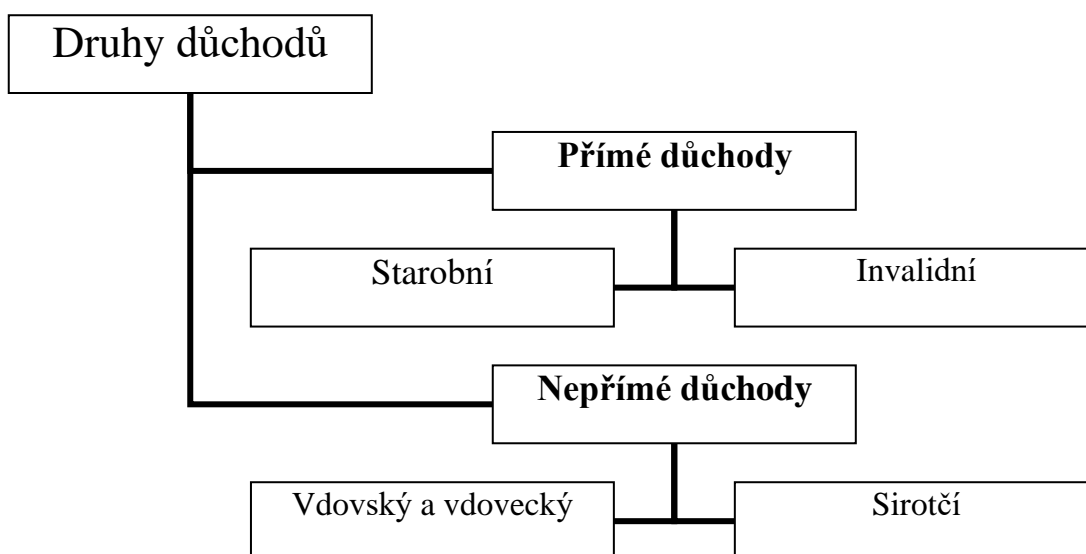 Druhy důchodů
Přímé důchody
Starobní
Invalidní
Nepřímé důchody
Vdovský a vdovecký
Sirotčí